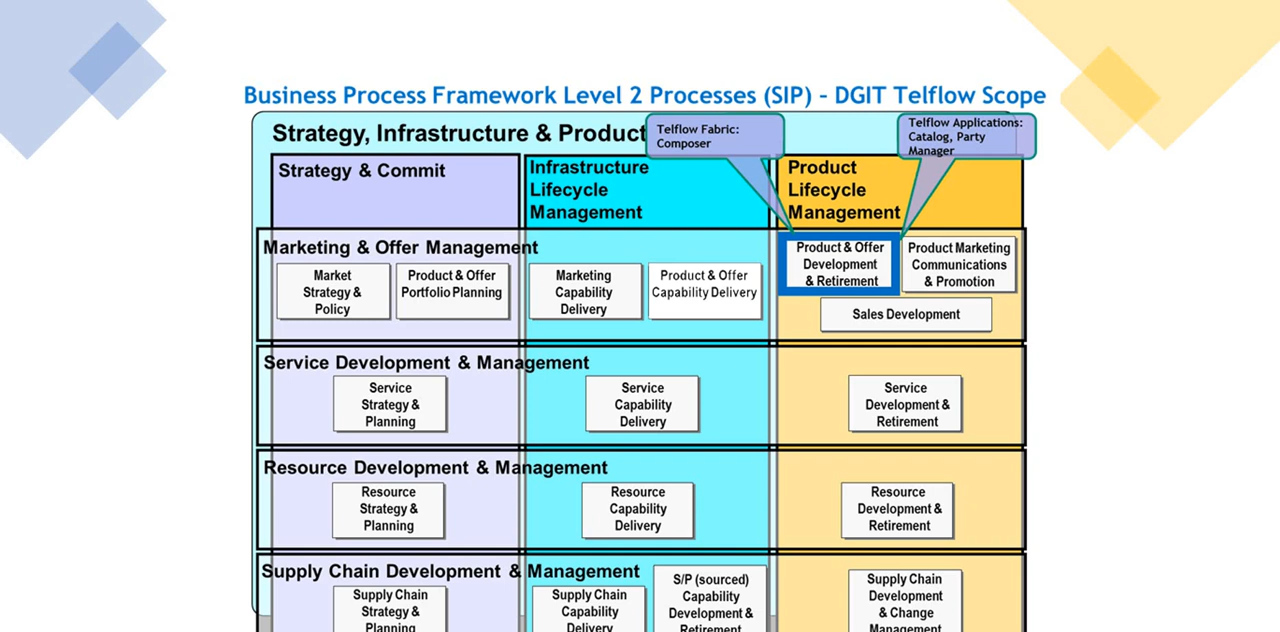 Business Process Framework Level 2 Processes (SIP) – DGIT Telflow Scope
Strategy, Infrastructure & Product
Telflow Fabric:
Composer
Telflow Applications:
Catalog, Party
Manager
Strategy & Commit
Infrastructure
Lifecycle
Management
Product
Lifecycle
Management
Marketing & Offer Management
Market
Strategy &
Policy
Product & Offer
Portfolio Planning
Marketing
Capability
Delivery
Product & Offer
Capability Delivery
Product & Offer
Development
& Retirement
Product Marketing
Communications
& Promotion
Sales Development
Service Development & Management
Service
Strategy &
Planning
Service
Capability
Delivery
Service
Development &
Retirement
Resource Development & Management
Resource
Strategy &
Planning
Resource
Capability
Delivery
Resource
Development &
Retirement
Supply Chain Development & Management
Supply Chain
Strategy &
Planning
Supply Chain
Capability
Delivery
S/P (sourced)
Capability
Development &
Retirement
Supply Chain
Development
& Change
Management